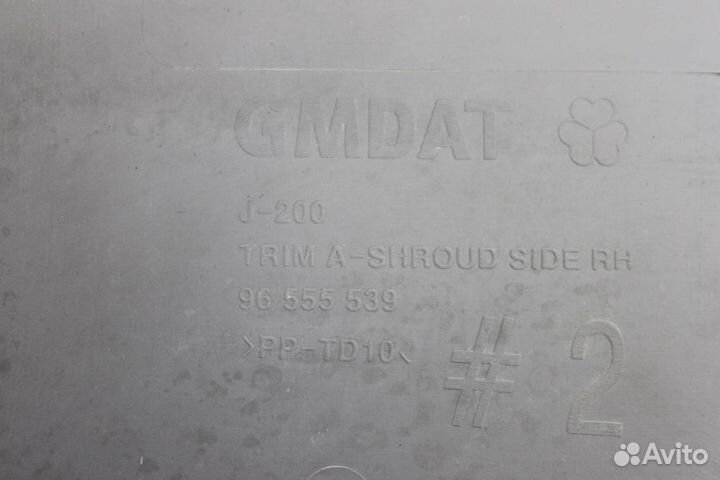 GMDAT
J-200
TRIM A-SHROUD SIDE RH
96 555 539
>PP-TD10<
# 2
Avito